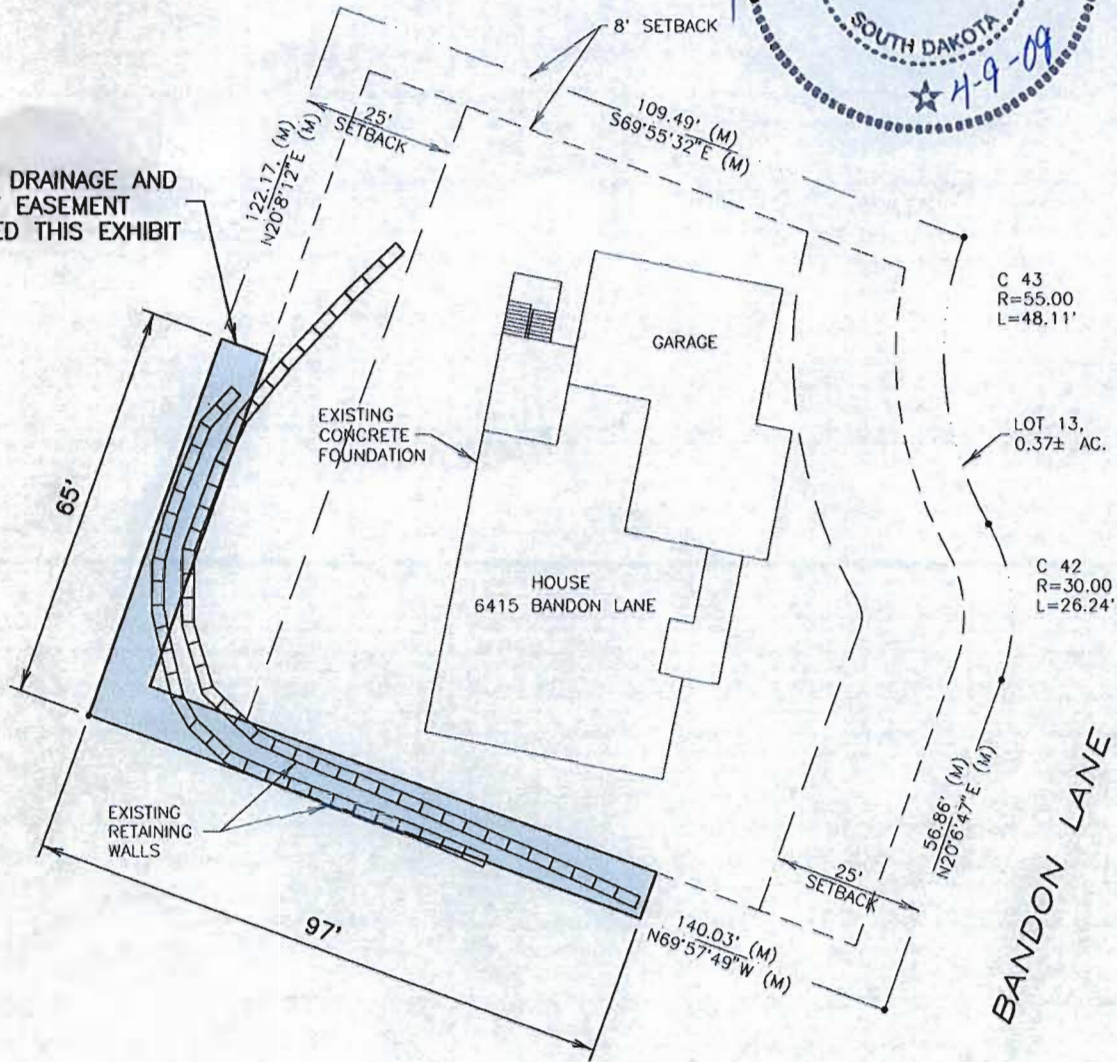 SOUTH DAKOTA
4-9-09
8' SETBACK
109.49' (M)
S69°55'32"E (M)
25'
SETBACK
122.17' (M)
N20°8'12"E (M)
DRAINAGE AND
EASEMENT
THIS EXHIBIT
C 43
R=55.00
L=48.11'
GARAGE
LOT 13,
0.37± AC.
EXISTING
CONCRETE
FOUNDATION
65'
C 42
R=30.00
L=26.24'
HOUSE
6415 BANDON LANE
EXISTING
RETAINING
WALLS
56.86' (M)
N20°6'47"E (M)
25'
SETBACK
97'
140.03' (M)
N69°57'49"W (M)
BANDON LANE